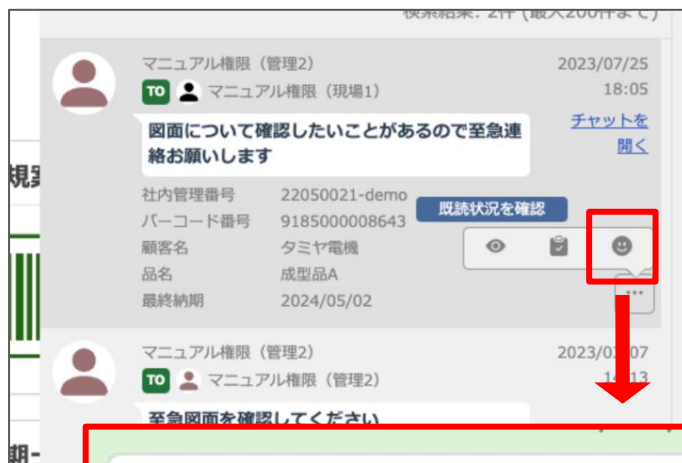 検索結果: 2件 (最大200件まで)
マニュアル権限（管理2）
2023/07/25
TO マニュアル権限（現場1）
18:05
図面について確認したいことがあるので至急連
絡お願いします
チャットを
開く
社内管理番号 22050021-demo
既読状況を確認
バーコード番号 9185000008643
顧客名 タミヤ電機
品名 成型品A
最終納期 2024/05/02
マニュアル権限（管理2）
TO マニュアル権限（管理2）
至急図面を確認してください
期